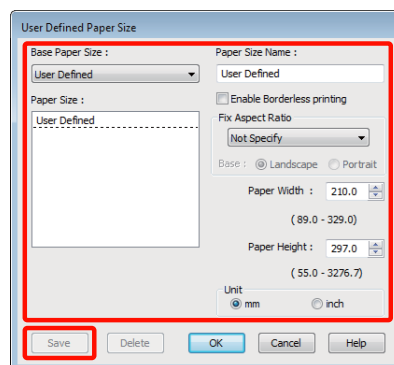 User Defined Paper Size
Base Paper Size :
User Defined
Paper Size :
User Defined
Paper Size Name :
User Defined
Enable Borderless printing
Fix Aspect Ratio
Not Specify
Base : Landscape Portrait
Paper Width : 210.0
( 89.0 - 329.0)
Paper Height : 297.0
( 55.0 - 3276.7)
Unit
mm inch
Save Delete OK Cancel Help